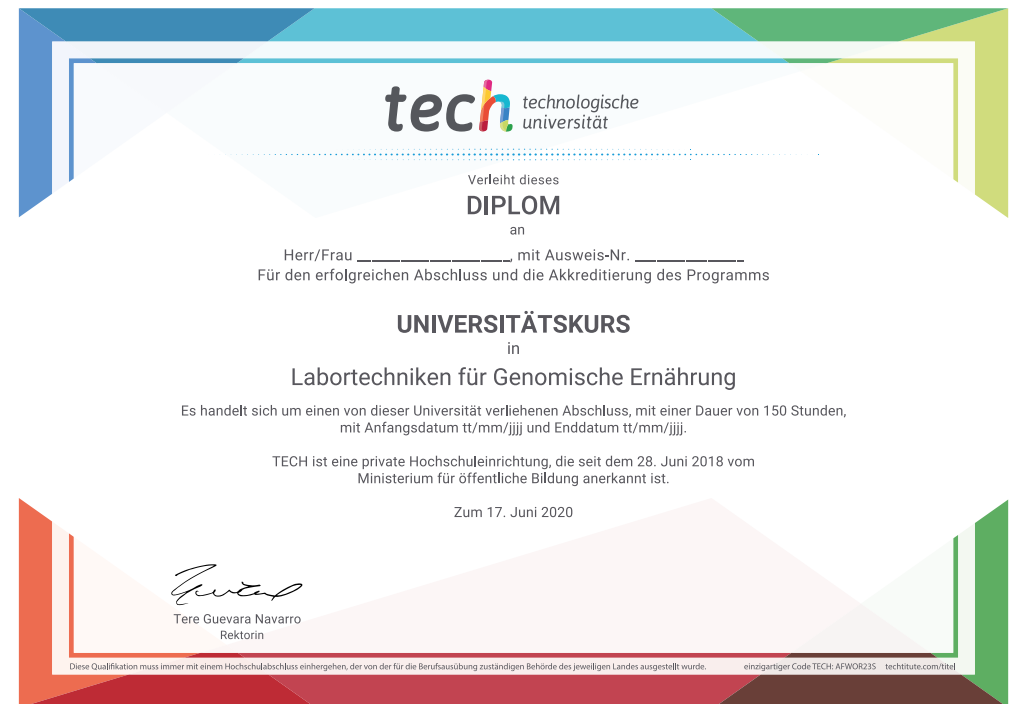 tech technologische
universität
Verleiht dieses
DIPLOM
an
Herr/Frau ____________________, mit Ausweis-Nr. ______________
Für den erfolgreichen Abschluss und die Akkreditierung des Programms
UNIVERSITÄTSKURS
in
Labortechniken für Genomische Ernährung
Es handelt sich um einen von dieser Universität verliehenen Abschluss, mit einer Dauer von 150 Stunden,
mit Anfangsdatum tt/mm/jjjj und Enddatum tt/mm/jjjj.
TECH ist eine private Hochschuleinrichtung, die seit dem 28. Juni 2018 vom
Ministerium für öffentliche Bildung anerkannt ist.
Zum 17. Juni 2020
Tere Guevara Navarro
Rektorin
Diese Qualifikation muss immer mit einem Hochschulabschluss einhergehen, der von der für die Berufsausübung zuständigen Behörde des jeweiligen Landes ausgestellt wurde. einzigartiger Code TECH: AFWOR23S techtitute.com/titel